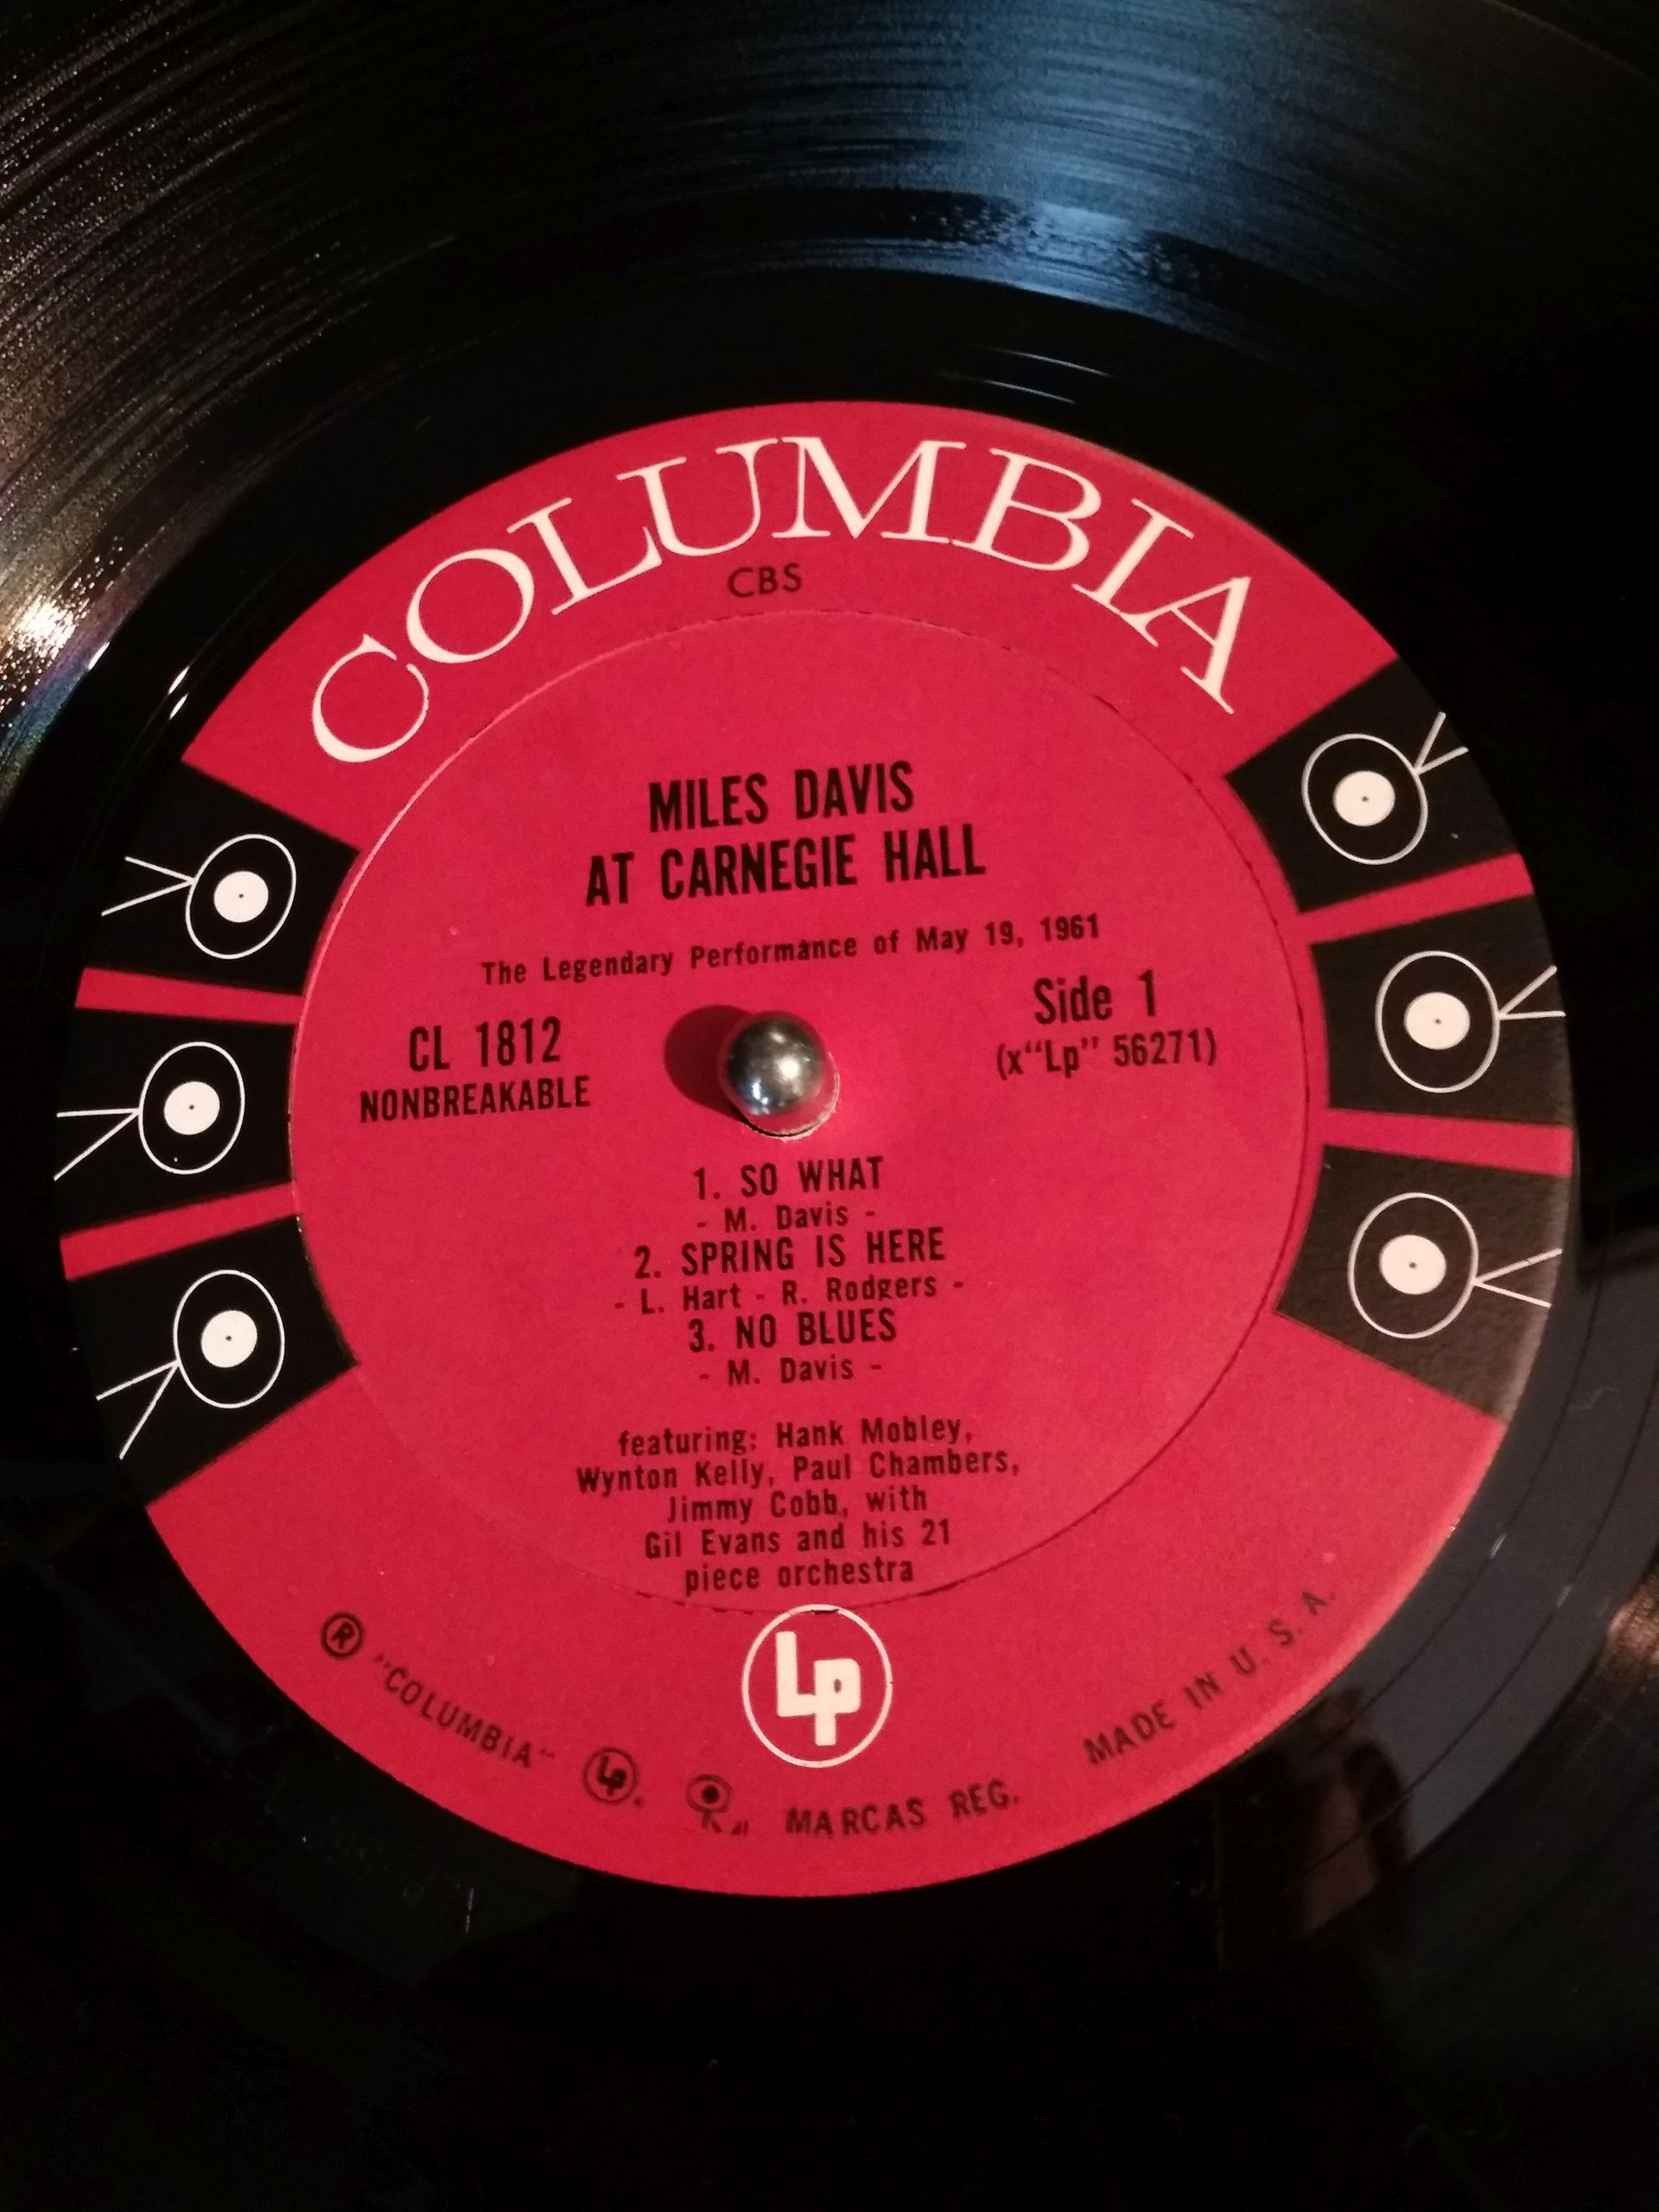 COLUMBIA
CBS
MILES DAVIS
AT CARNEGIE HALL
The Legendary Performance of May 19, 1961
CL 1812
NONBREAKABLE
Side 1
(x“Lp” 56271)
1. SO WHAT
- M. Davis -
2. SPRING IS HERE
- L. Hart - R. Rodgers -
3. NO BLUES
- M. Davis -
featuring: Hank Mobley,
Wynton Kelly, Paul Chambers,
Jimmy Cobb, with
Gil Evans and his 21
piece orchestra
Lp
® "COLUMBIA" Lp. MARCAS REG. MADE IN U. S. A.